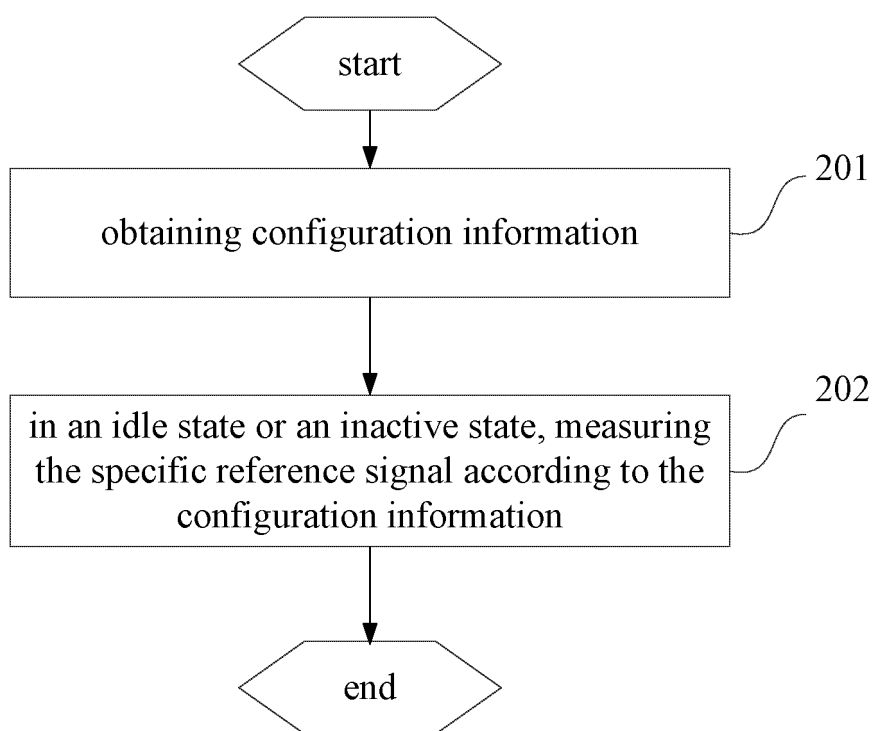 start
201
obtaining configuration information
202
in an idle state or an inactive state, measuring
the specific reference signal according to the
configuration information
end